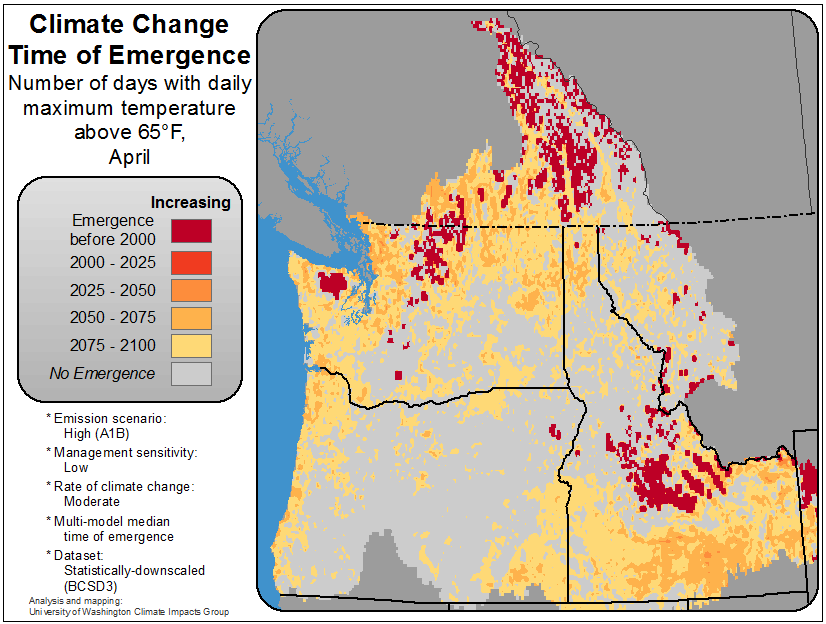 Climate Change
Time of Emergence
Number of days with daily
maximum temperature
above 65°F,
April
Increasing
Emergence
before 2000
2000 - 2025
2025 - 2050
2050 - 2075
2075 - 2100
No Emergence
* Emission scenario:
High (A1B)
* Management sensitivity:
Low
* Rate of climate change:
Moderate
* Multi-model median
time of emergence
* Dataset:
Statistically-downscaled
(BCSD3)
Analysis and mapping:
University of Washington Climate Impacts Group